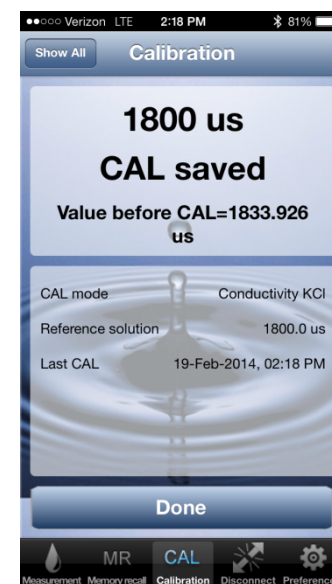 Verizon LTE 2:18 PM 81%
Show All Calibration
1800 us
CAL saved
Value before CAL=1833.926
us
CAL mode Conductivity KCl
Reference solution 1800.0 us
Last CAL 19-Feb-2014, 02:18 PM
Done
MR CAL
Measurement Memory recall Calibration Disconnect Preference